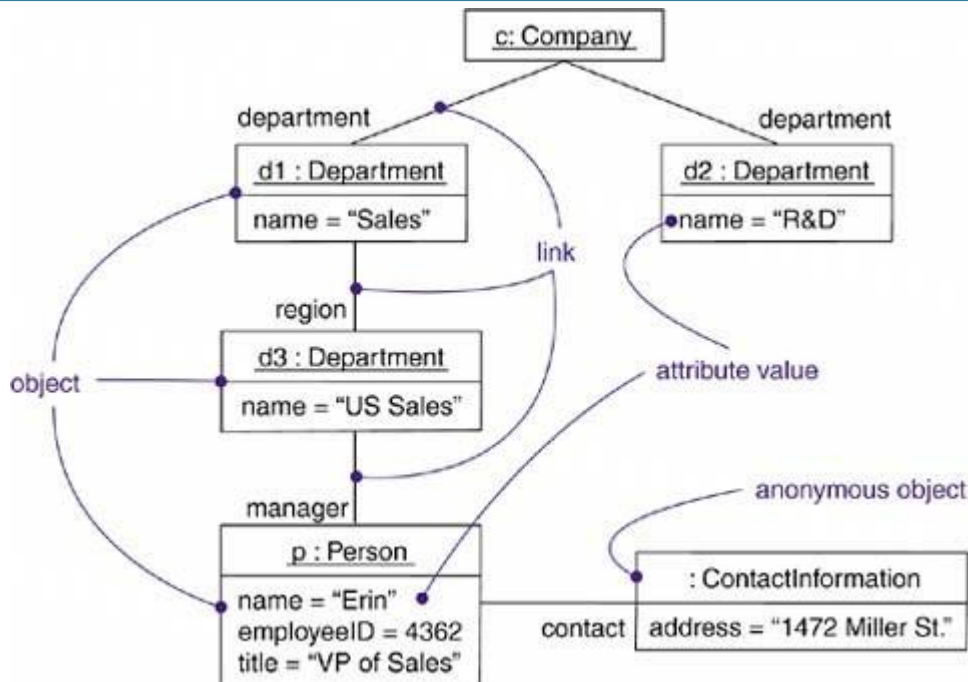 c: Company
department
department
d1 : Department
name = “Sales”
d2 : Department
name = “R&D”
link
region
d3 : Department
name = “US Sales”
object
attribute value
manager
anonymous object
p : Person
name = “Erin”
employeeID = 4362
title = “VP of Sales”
: ContactInformation
contact
address = “1472 Miller St.”